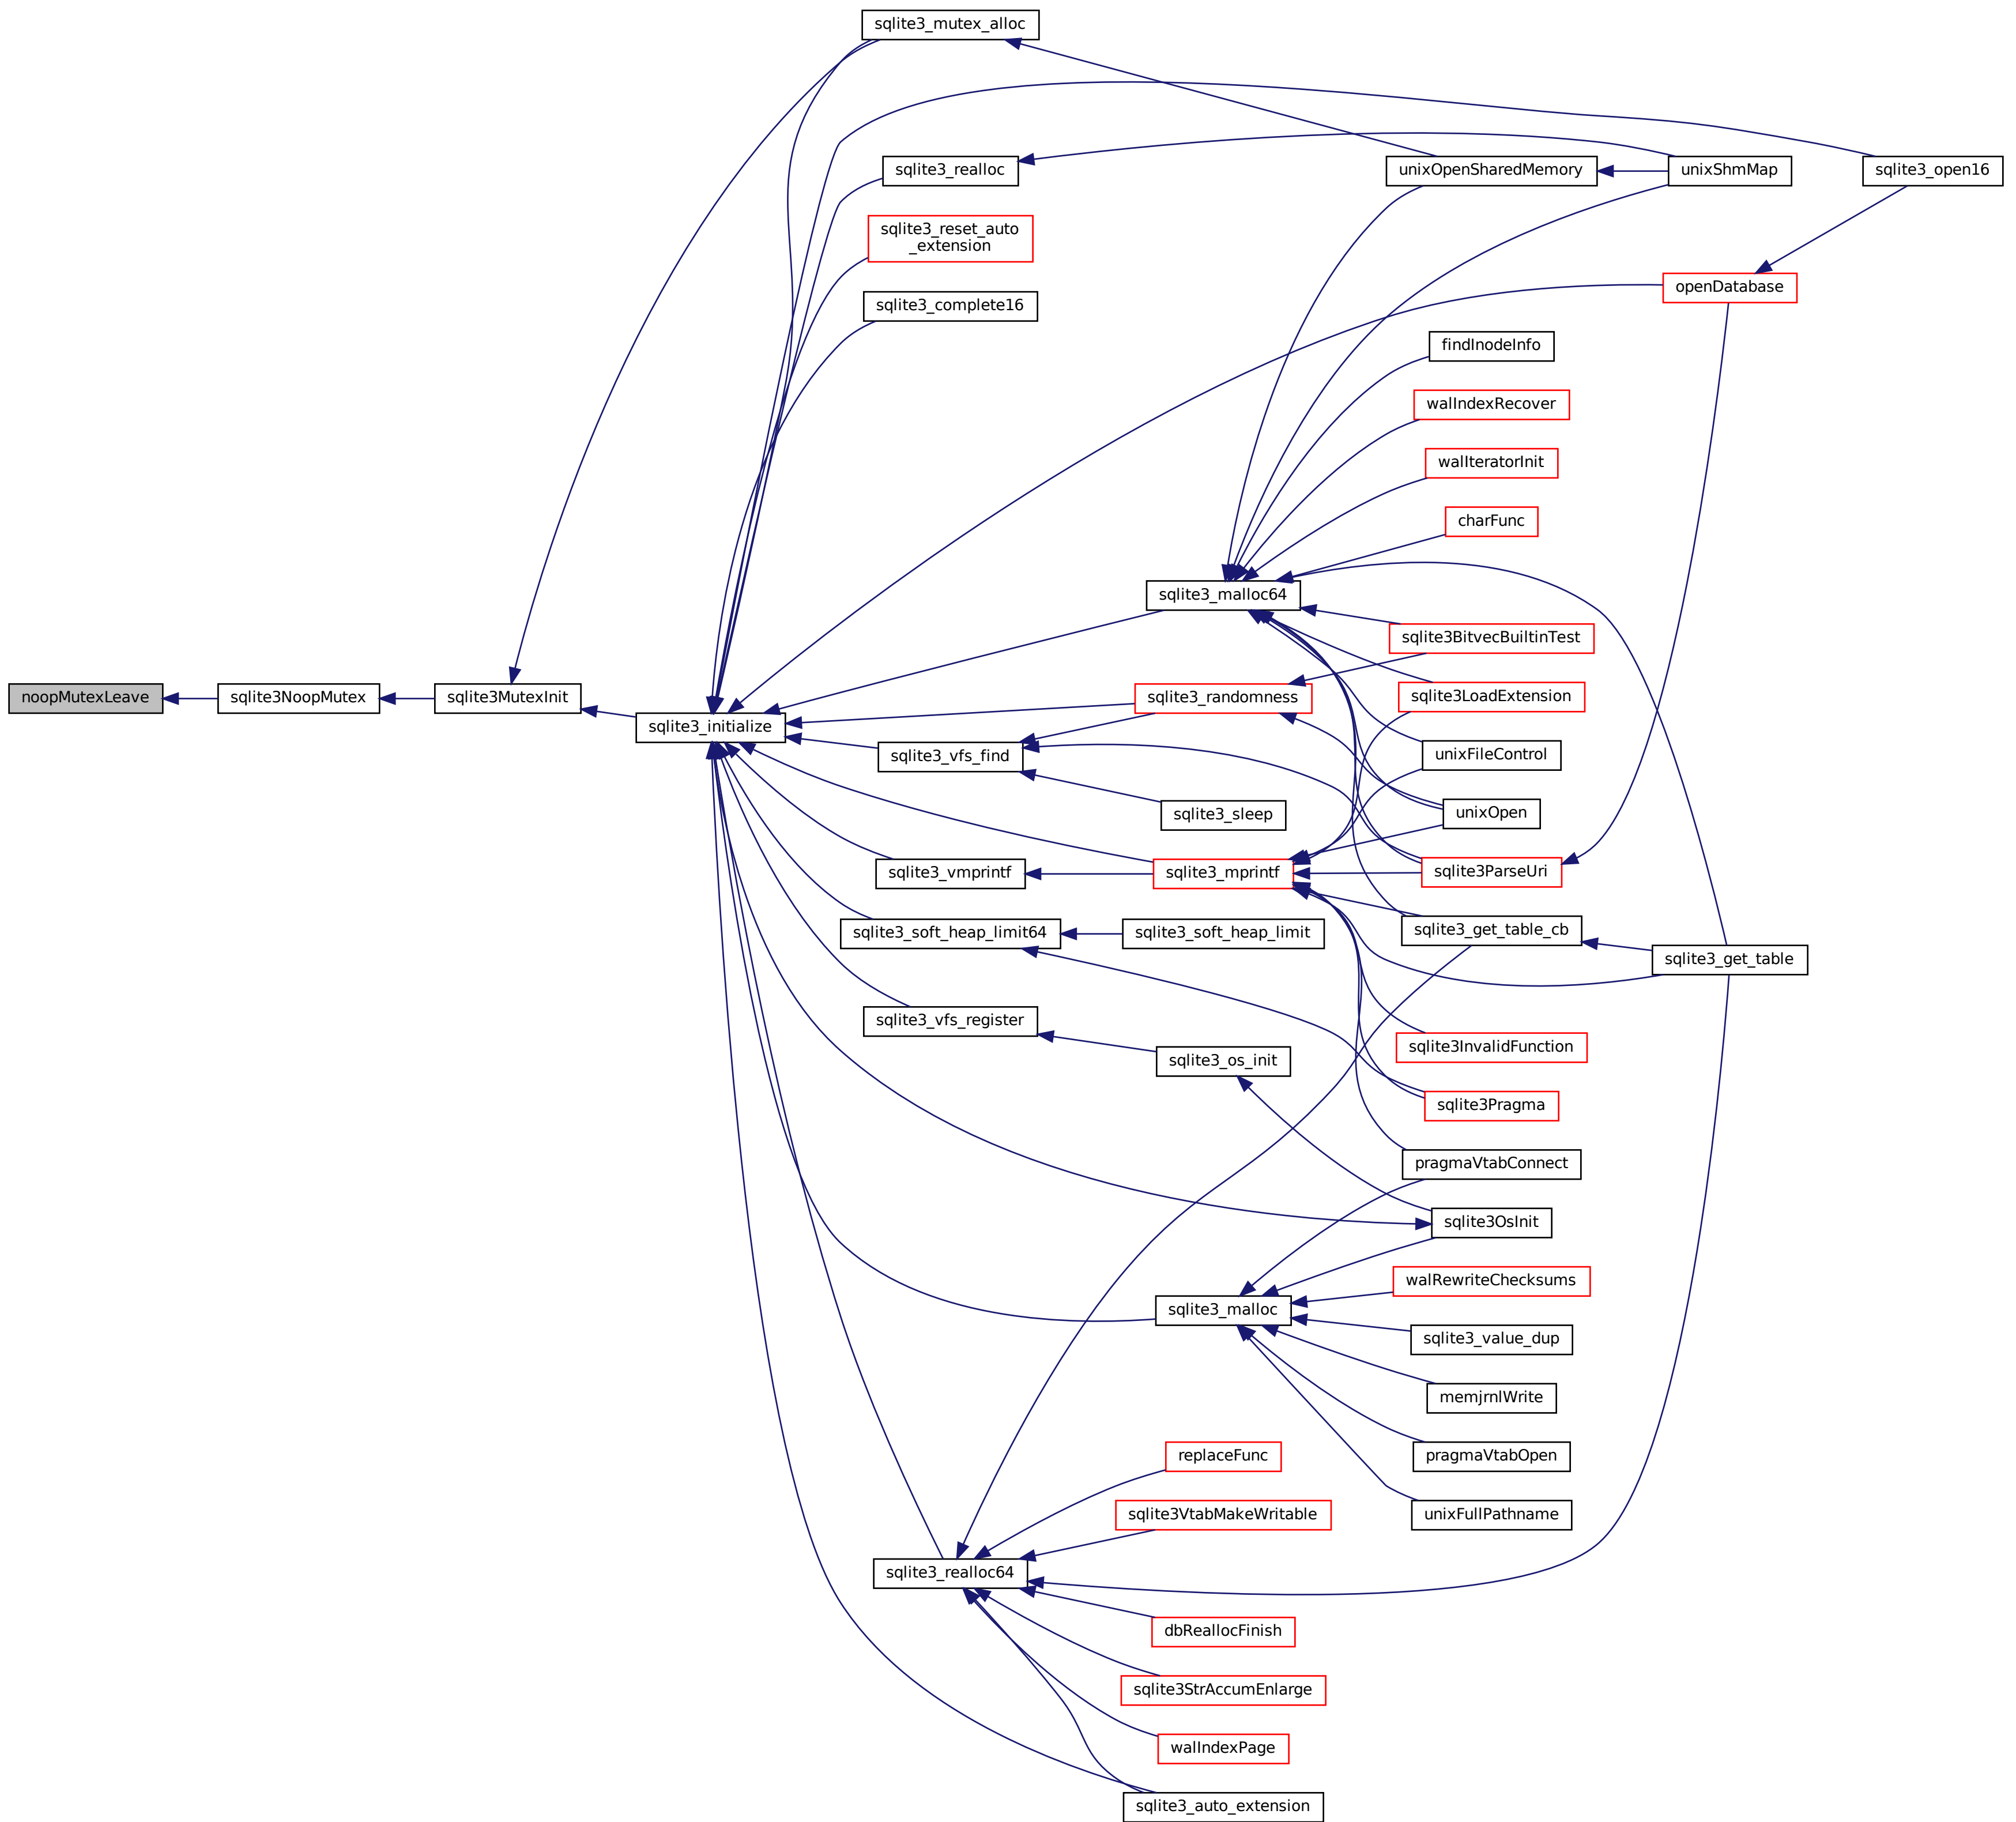 sqlite3_mutex_alloc
sqlite3_realloc
unixOpenSharedMemory
unixShmMap
sqlite3_open16
sqlite3_reset_auto
_extension
sqlite3_complete16
openDatabase
findInodeInfo
walIndexRecover
walIteratorInit
charFunc
sqlite3_malloc64
sqlite3BitvecBuiltinTest
noopMutexLeave
sqlite3NoopMutex
sqlite3MutexInit
sqlite3_initialize
sqlite3_randomness
sqlite3LoadExtension
sqlite3_vfs_find
unixFileControl
sqlite3_sleep
unixOpen
sqlite3_vmprintf
sqlite3_mprintf
sqlite3ParseUri
sqlite3_soft_heap_limit64
sqlite3_soft_heap_limit
sqlite3_get_table_cb
sqlite3_get_table
sqlite3_vfs_register
sqlite3InvalidFunction
sqlite3_os_init
sqlite3Pragma
pragmaVtabConnect
sqlite3OsInit
walRewriteChecksums
sqlite3_malloc
sqlite3_value_dup
memjrnlWrite
replaceFunc
pragmaVtabOpen
sqlite3VtabMakeWritable
unixFullPathname
sqlite3_realloc64
dbReallocFinish
sqlite3StrAccumEnlarge
walIndexPage
sqlite3_auto_extension